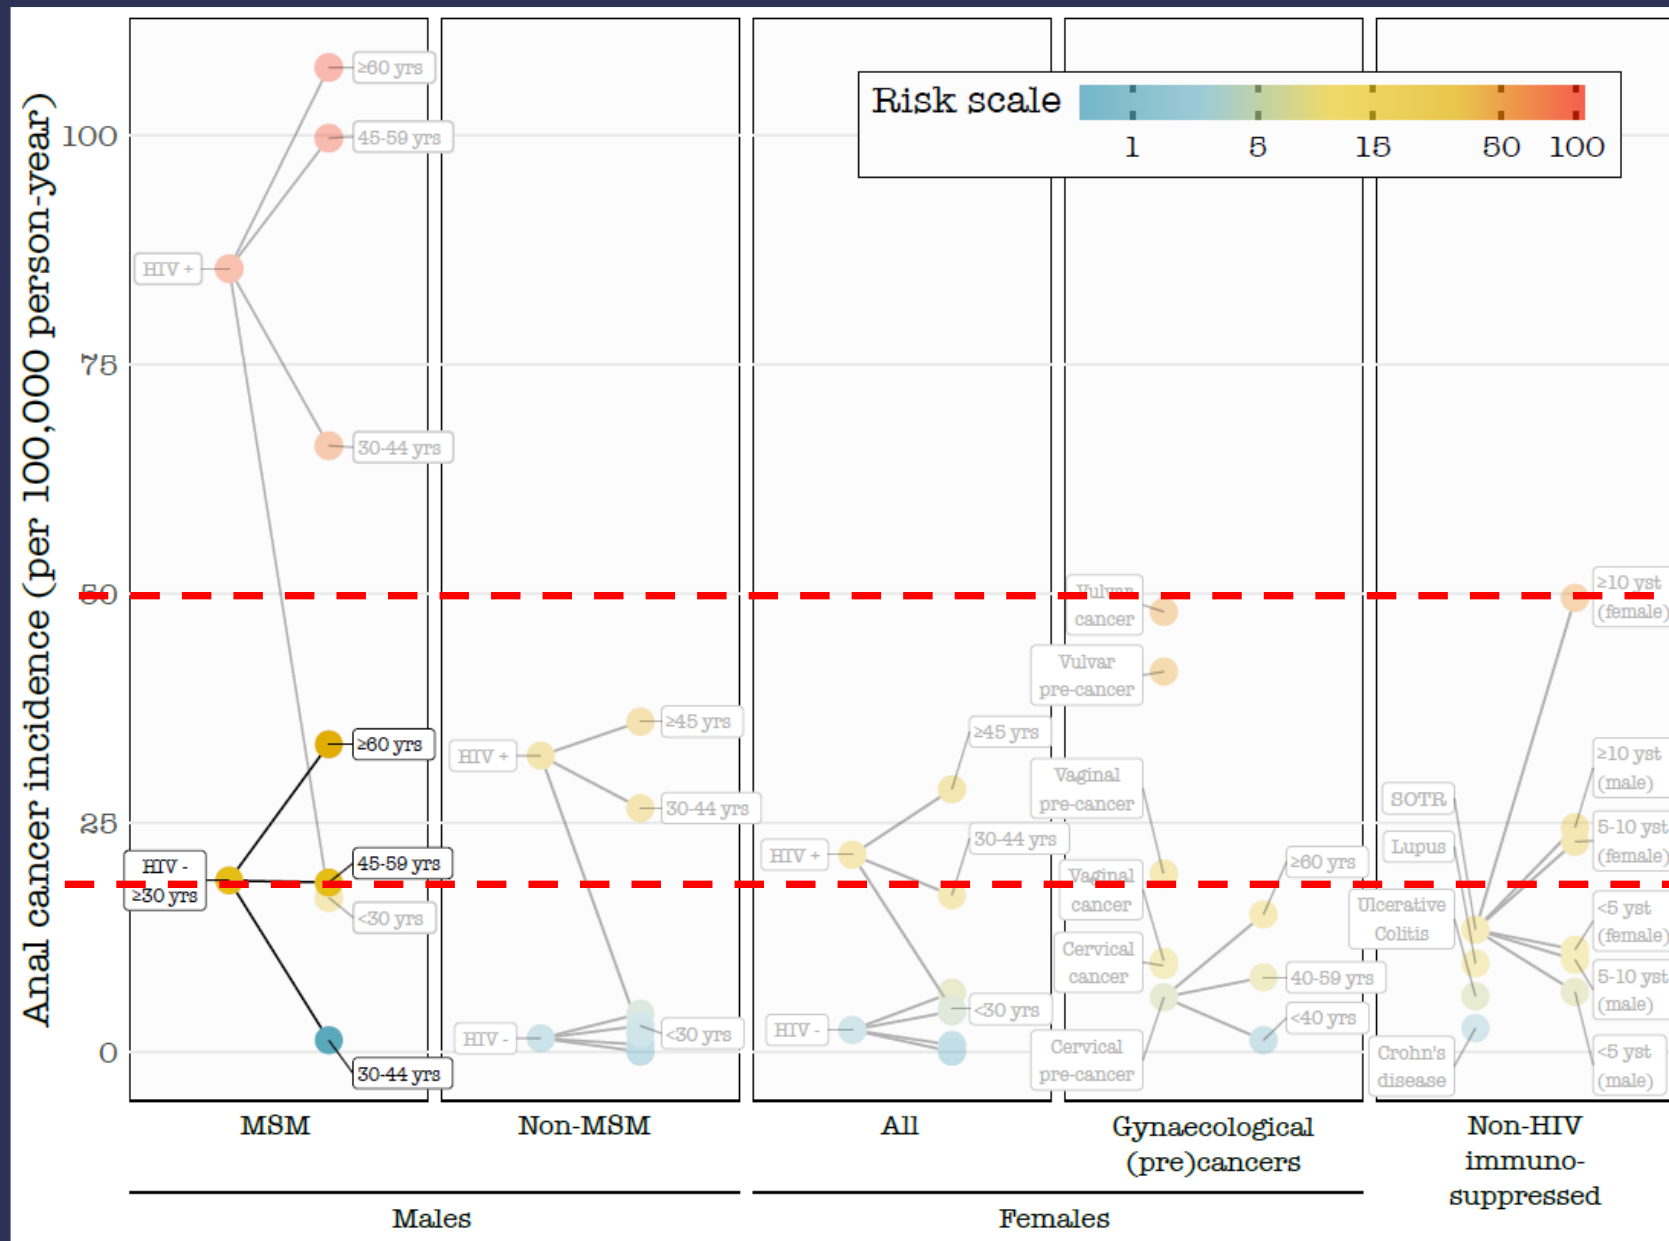 Anal cancer incidence (per 100,000 person-year)
100
75
50
25
0
Risk scale
1
5
15
50
100
≥60 yrs
45-59 yrs
HIV +
30-44 yrs
≥60 yrs
HIV -
≥30 yrs
45-59 yrs
<30 yrs
30-44 yrs
HIV +
≥45 yrs
30-44 yrs
HIV -
<30 yrs
≥45 yrs
30-44 yrs
HIV +
HIV -
<30 yrs
Vulvar
cancer
Vulvar
pre-cancer
Vaginal
pre-cancer
Vaginal
cancer
Cervical
cancer
Cervical
pre-cancer
≥60 yrs
40-59 yrs
<40 yrs
SOTR
Lupus
Ulcerative
Colitis
Crohn's
disease
≥10 yst
(female)
≥10 yst
(male)
5-10 yst
(female)
<5 yst
(female)
5-10 yst
(male)
<5 yst
(male)
MSM
Non-MSM
All
Gynaecological
(pre)cancers
Non-HIV
immuno-
suppressed
Males
Females